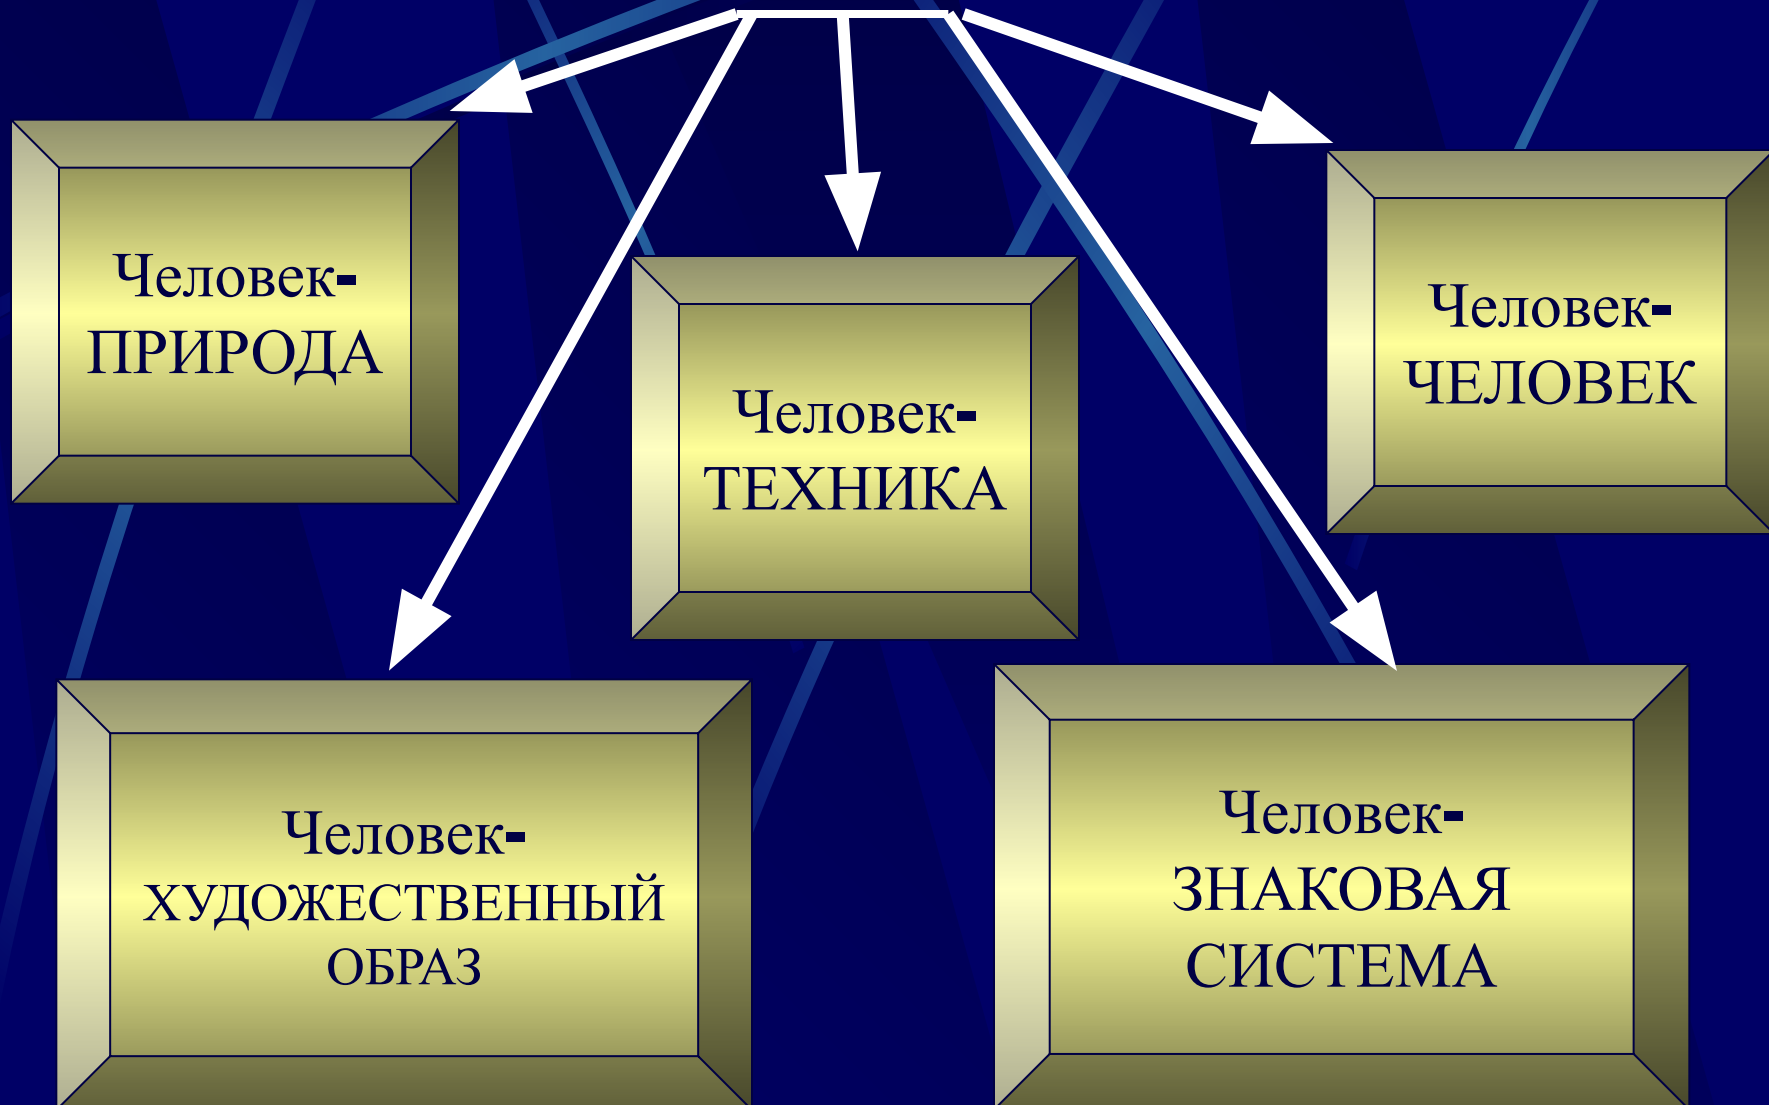 Человек-
ПРИРОДА
Человек-
ТЕХНИКА
Человек-
ЧЕЛОВЕК
Человек-
ХУДОЖЕСТВЕННЫЙ
ОБРАЗ
Человек-
ЗНАКОВАЯ
СИСТЕМА